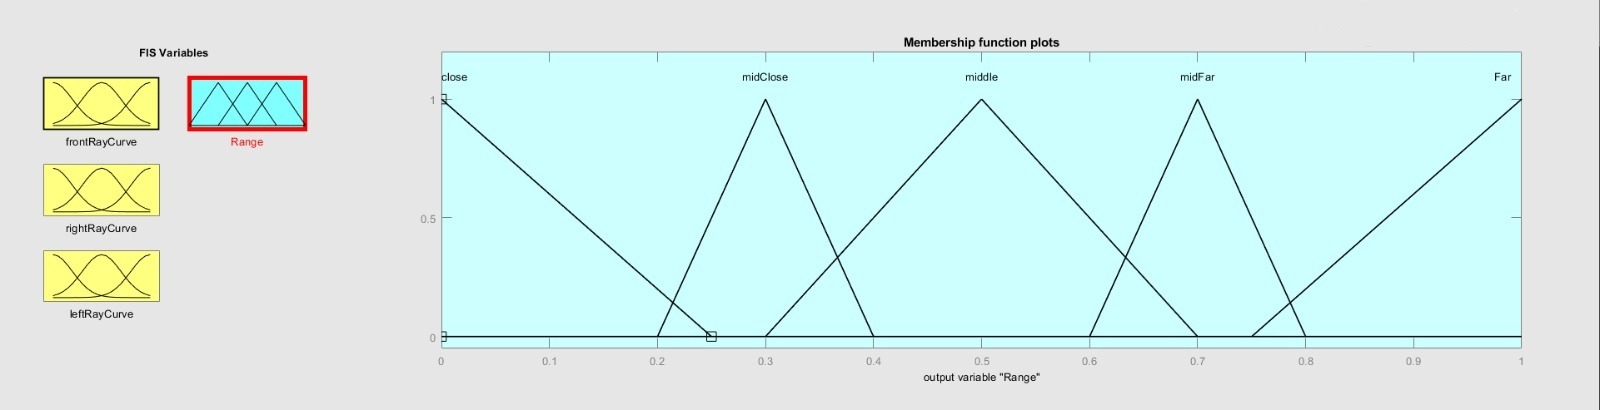 FIS Variables
frontRayCurve
Range
rightRayCurve
leftRayCurve
Membership function plots
close midClose middle midFar Far
1
0.5
0
0 0.1 0.2 0.3 0.4 0.5 0.6 0.7 0.8 0.9 1
output variable "Range"